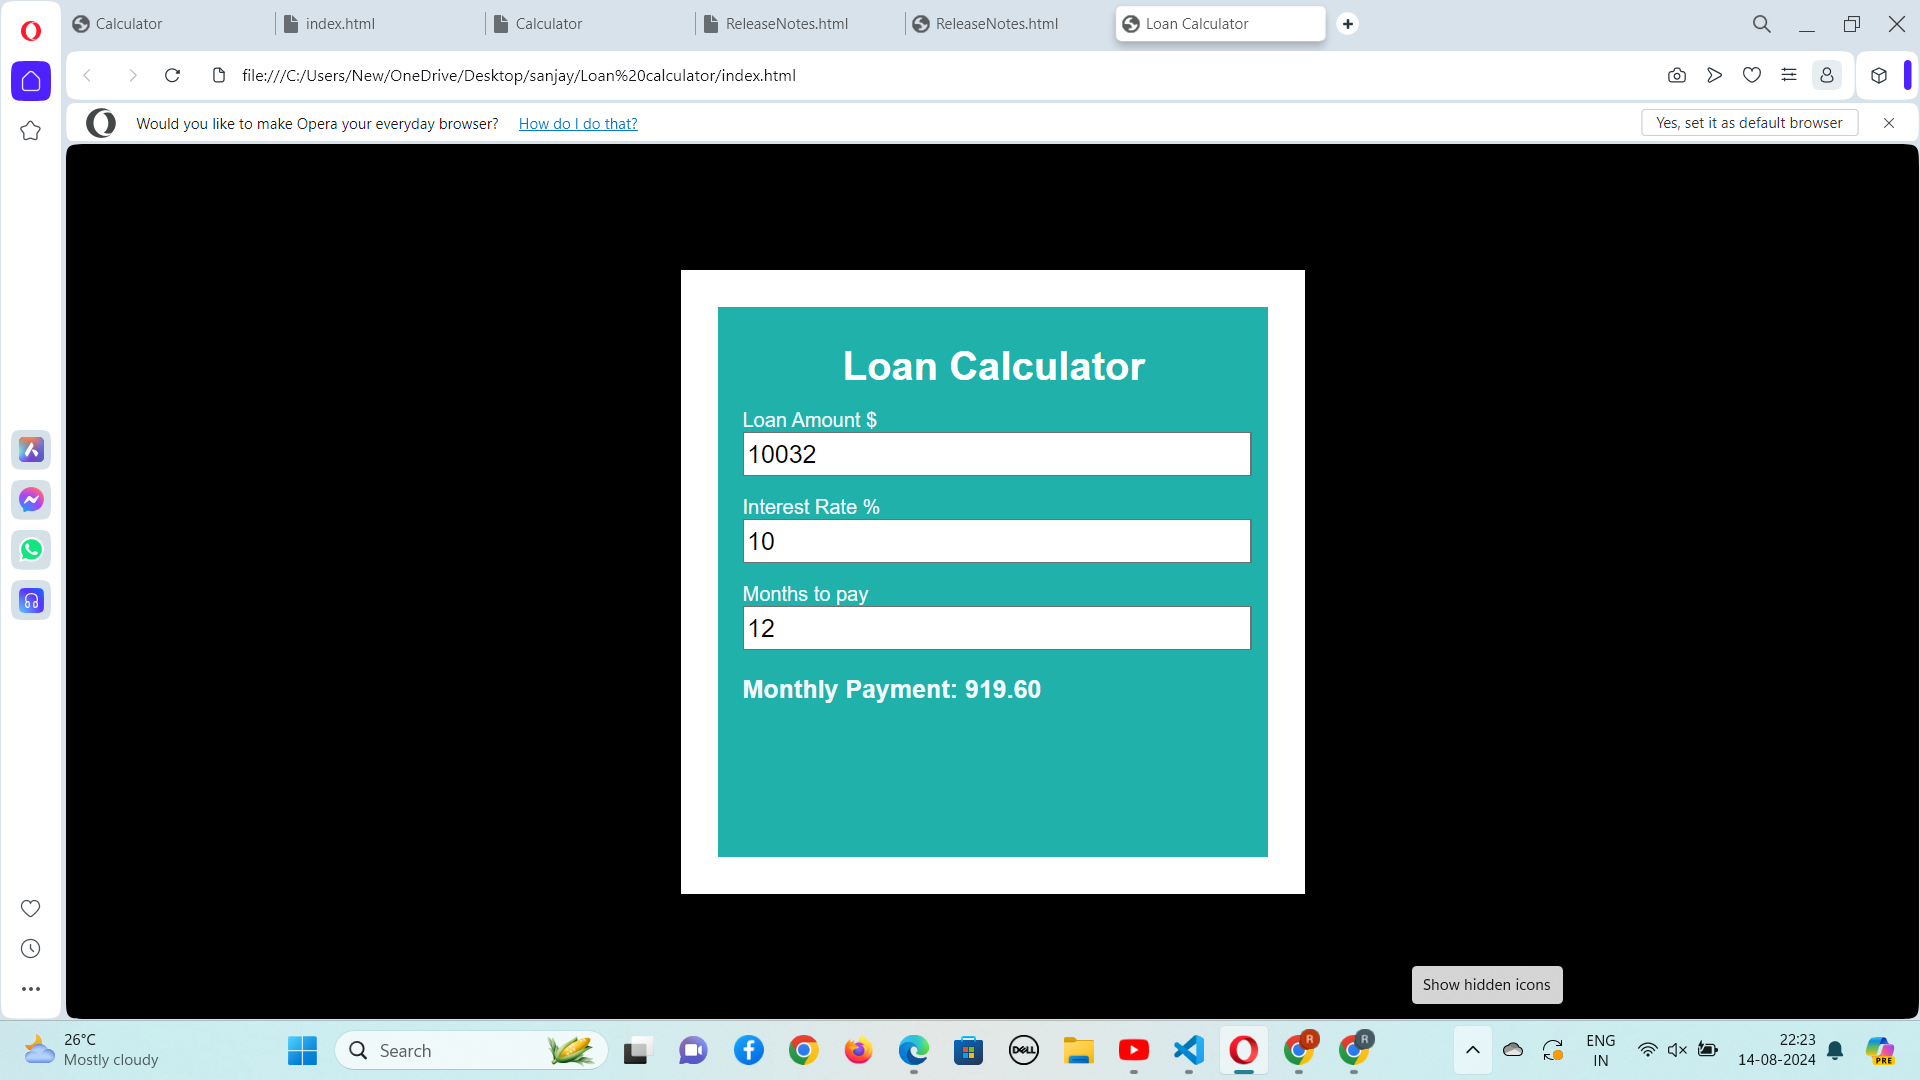 Calculator
index.html
Calculator
ReleaseNotes.html
ReleaseNotes.html
Loan Calculator
file:///C:/Users/New/OneDrive/Desktop/sanjay/Loan%20calculator/index.html
Would you like to make Opera your everyday browser? How do I do that?
Yes, set it as default browser
Loan Calculator
Loan Amount $
10032
Interest Rate %
10
Months to pay
12
Monthly Payment: 919.60
Show hidden icons
26°C
Mostly cloudy
Search
DELL
R
R
ENG
IN
22:23
14-08-2024
PRE